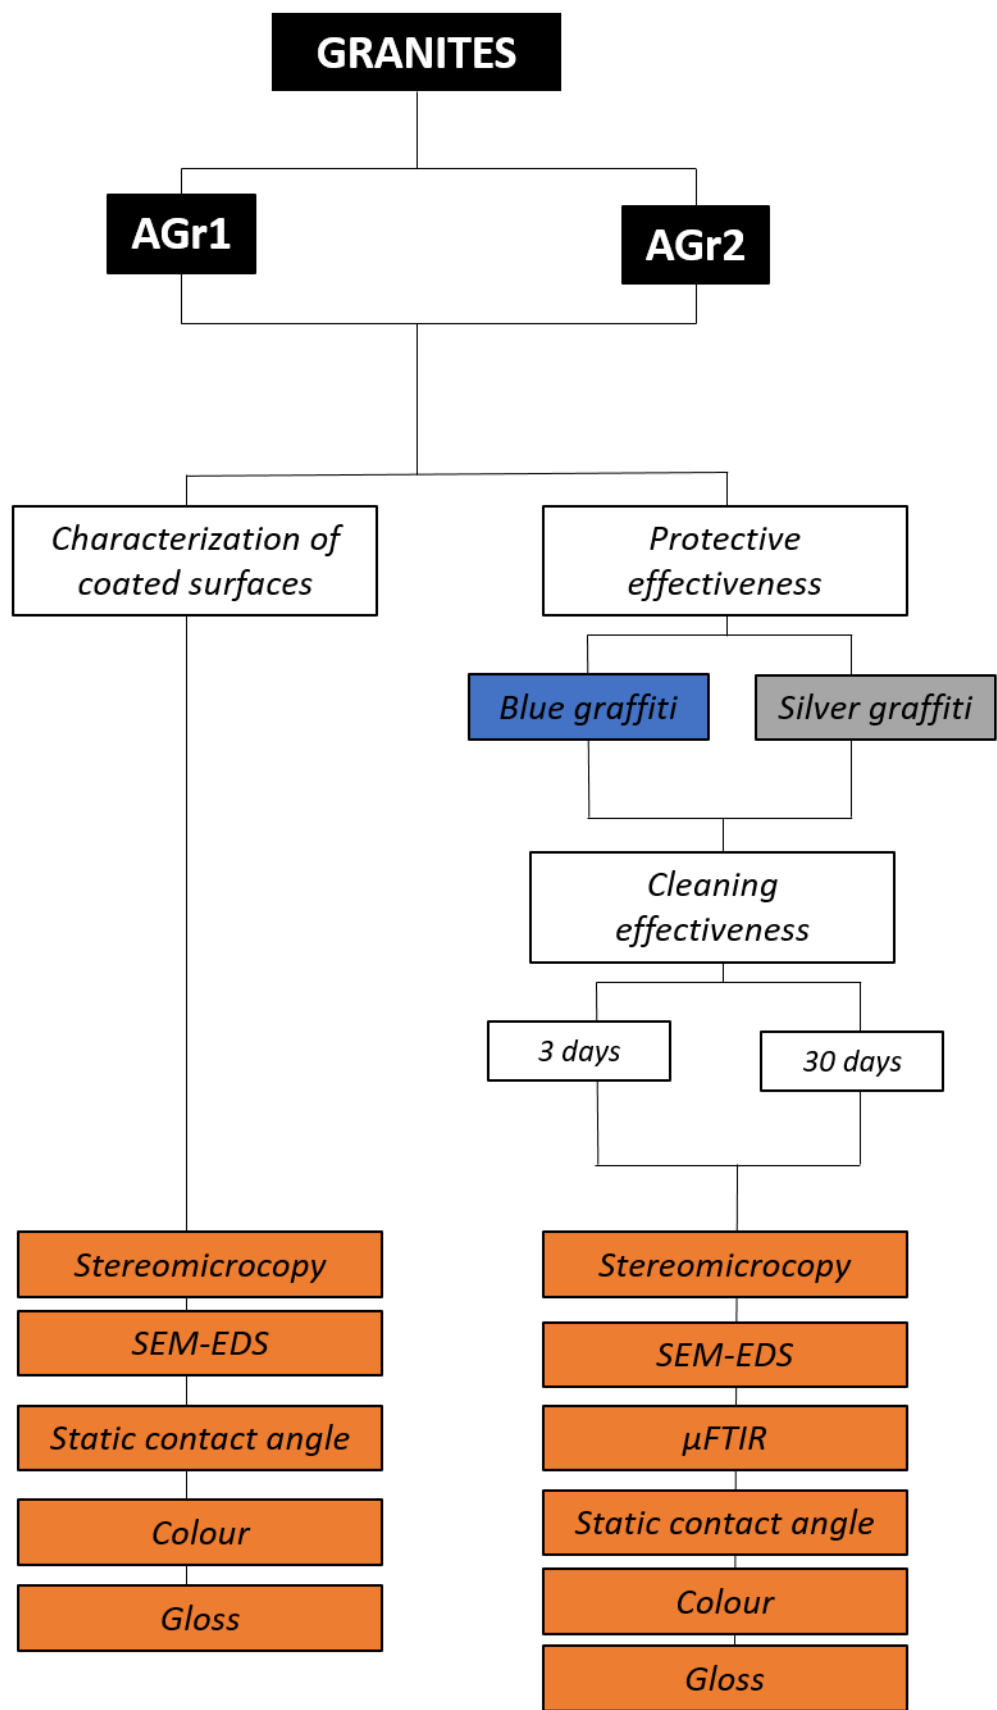 GRANITES
AGr1
AGr2
Characterization of
coated surfaces
Protective
effectiveness
Blue graffiti
Silver graffiti
Cleaning
effectiveness
3 days
30 days
Stereomicrocopy
SEM-EDS
Static contact angle
Colour
Gloss
Stereomicrocopy
SEM-EDS
μFTIR
Static contact angle
Colour
Gloss